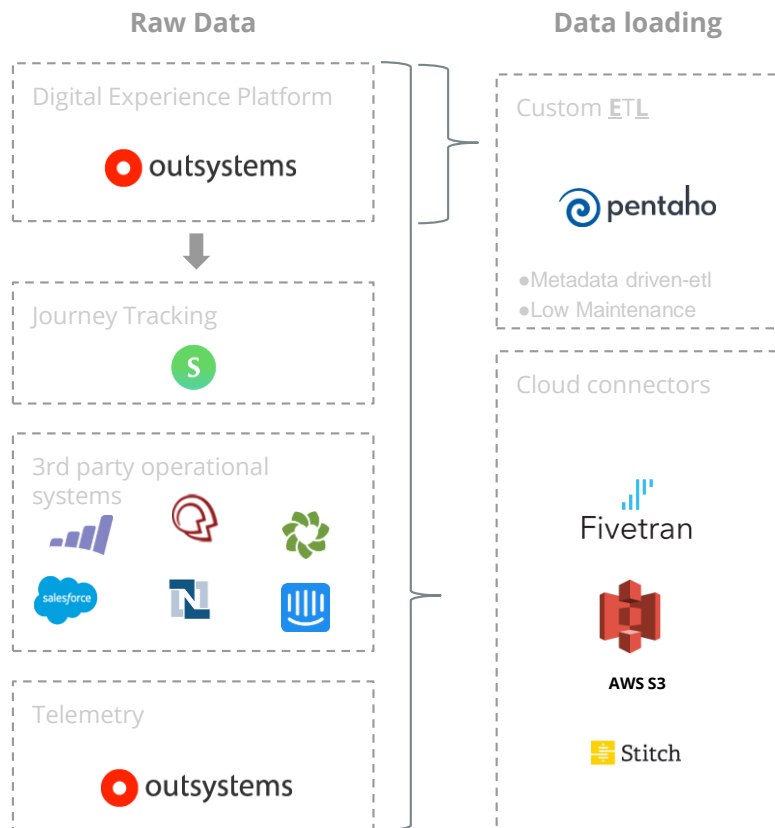 Raw Data
Digital Experience Platform
outsystems
Journey Tracking
S
3rd party operational
systems
salesforce
N
Telemetry
outsystems
Data loading
Custom ETL
pentaho
●Metadata driven-etl
●Low Maintenance
Cloud connectors
Fivetran
AWS S3
Stitch